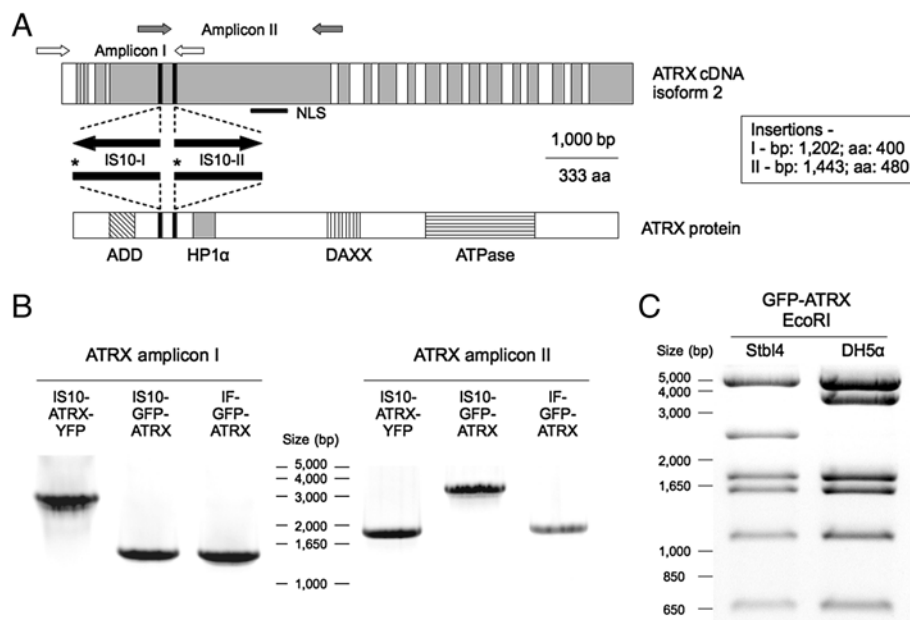 A
Amplicon II
Amplicon I
ATRX cDNA
isoform 2
NLS
IS10-I
IS10-II
*
*
1,000 bp
333 aa
Insertions -
I - bp: 1,202; aa: 400
II - bp: 1,443; aa: 480
ATRX protein
ADD
HP1α
DAXX
ATPase
B
ATRX amplicon I
IS10-
ATRX-
YFP
IS10-
GFP-
ATRX
IF-
GFP-
ATRX
Size (bp)
5,000
4,000
3,000
2,000
1,650
1,000
ATRX amplicon II
IS10-
ATRX-
YFP
IS10-
GFP-
ATRX
IF-
GFP-
ATRX
C
GFP-ATRX
EcoRI
Size (bp)
Stbl4
DH5α
5,000
4,000
3,000
2,000
1,650
1,000
850
650